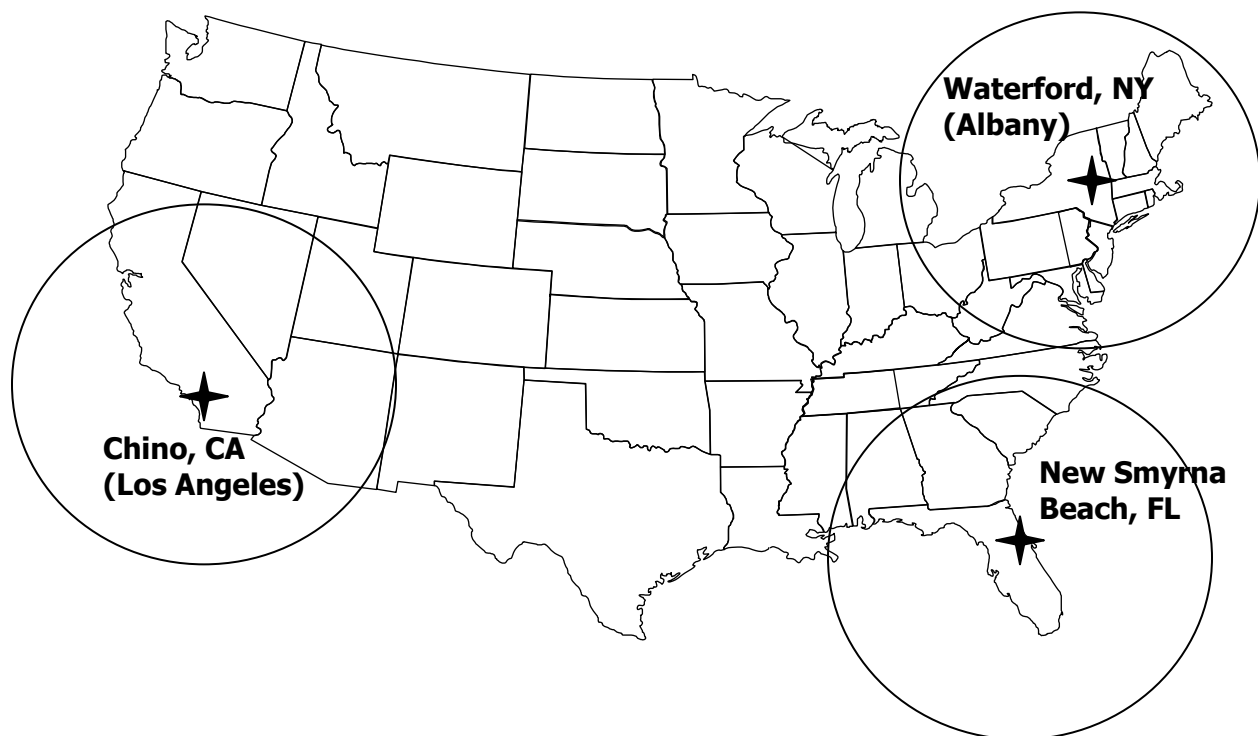 Waterford, NY
(Albany)
Chino, CA
(Los Angeles)
New Smyrna
Beach, FL